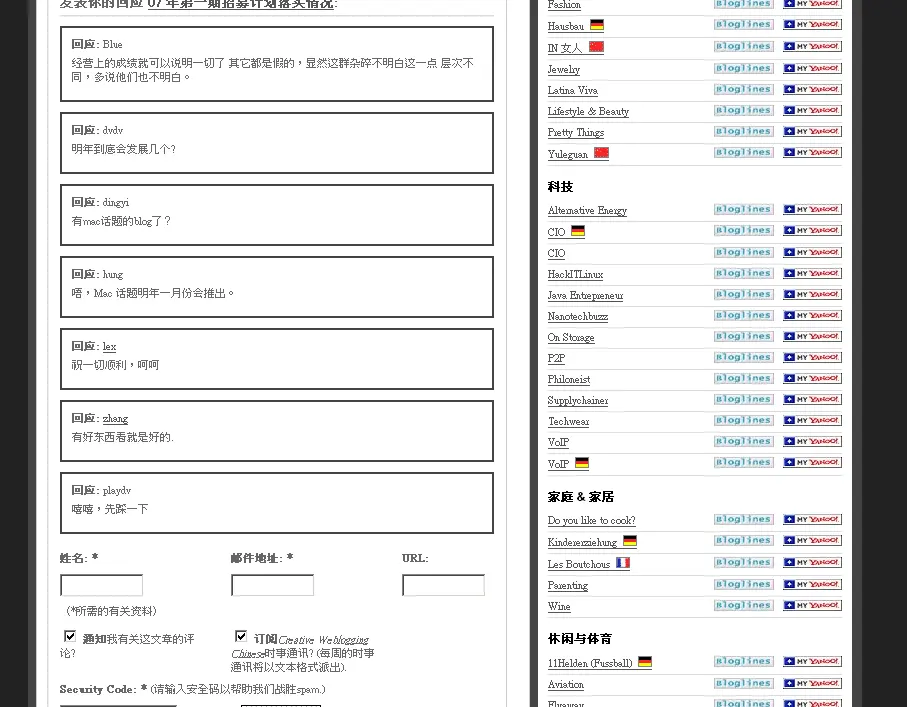 发表你的回应 07年第一期招募计划落实情况:
回应: Blue
经营上的成绩就可以说明一切了 其它都是假的，显然这群杂碎不明白这一点 层次不
同，多说他们也不明白。
回应: dvdv
明年到底会发展几个?
回应: dingyi
有mac话题的blog了？
回应: hung
唔，Mac 话题明年一月份会推出。
回应: lex
祝一切顺利，呵呵
回应: zhang
有好东西看就是好的.
回应: playdv
嘻嘻，先踩一下
姓名: *
邮件地址: *
URL:
(*所需的有关资料)
通知我有关这文章的评
论?
订阅Creative Weblogging
Chinese时事通讯? (每周的时事
通讯将以文本格式派出).
Security Code: * (请输入安全码以帮助我们战胜spam.)
Fashion Bloglines MY YAHOO!
Hausbau Bloglines MY YAHOO!
IN 女人 Bloglines MY YAHOO!
Jewelry Bloglines MY YAHOO!
Latina Viva Bloglines MY YAHOO!
Lifestyle & Beauty Bloglines MY YAHOO!
Pretty Things Bloglines MY YAHOO!
Yuleguan Bloglines MY YAHOO!
科技
Alternative Energy Bloglines MY YAHOO!
CIO Bloglines MY YAHOO!
CIO Bloglines MY YAHOO!
HackITLinux Bloglines MY YAHOO!
Java Entrepreneur Bloglines MY YAHOO!
Nanotechbuzz Bloglines MY YAHOO!
On Storage Bloglines MY YAHOO!
P2P Bloglines MY YAHOO!
Philoneist Bloglines MY YAHOO!
Supplychainer Bloglines MY YAHOO!
Techwear Bloglines MY YAHOO!
VoIP Bloglines MY YAHOO!
VoIP Bloglines MY YAHOO!
家庭 & 家居
Do you like to cook? Bloglines MY YAHOO!
Kindererziehung Bloglines MY YAHOO!
Les Boutchous Bloglines MY YAHOO!
Parenting Bloglines MY YAHOO!
Wine Bloglines MY YAHOO!
休闲与体育
11Helden (Fussball) Bloglines MY YAHOO!
Aviation Bloglines MY YAHOO!
Flyaway Bloglines MY YAHOO!